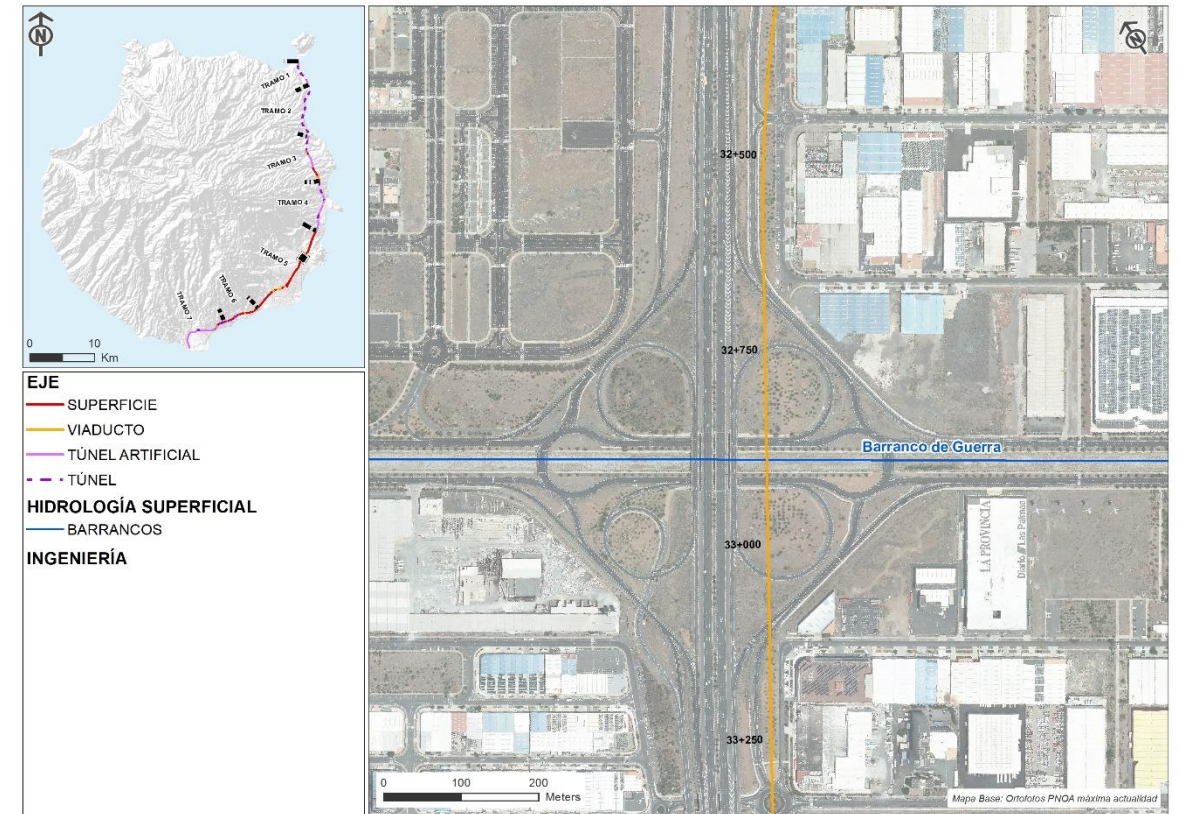 N
TRAMO 1
TRAMO 2
TRAMO 3
TRAMO 4
TRAMO 5
TRAMO 6
TRAMO 7
0 10
Km
EJE
SUPERFICIE
VIADUCTO
TÚNEL ARTIFICIAL
TÚNEL
HIDROLOGÍA SUPERFICIAL
BARRANCOS
INGENIERÍA
N
32+500
32+750
Barranco de Guerra
33+000
LA PROVINCIA
Diario de Las Palmas
33+250
0 100 200
Meters
Mapa Base: Ortofotos PNOA máxima actualidad